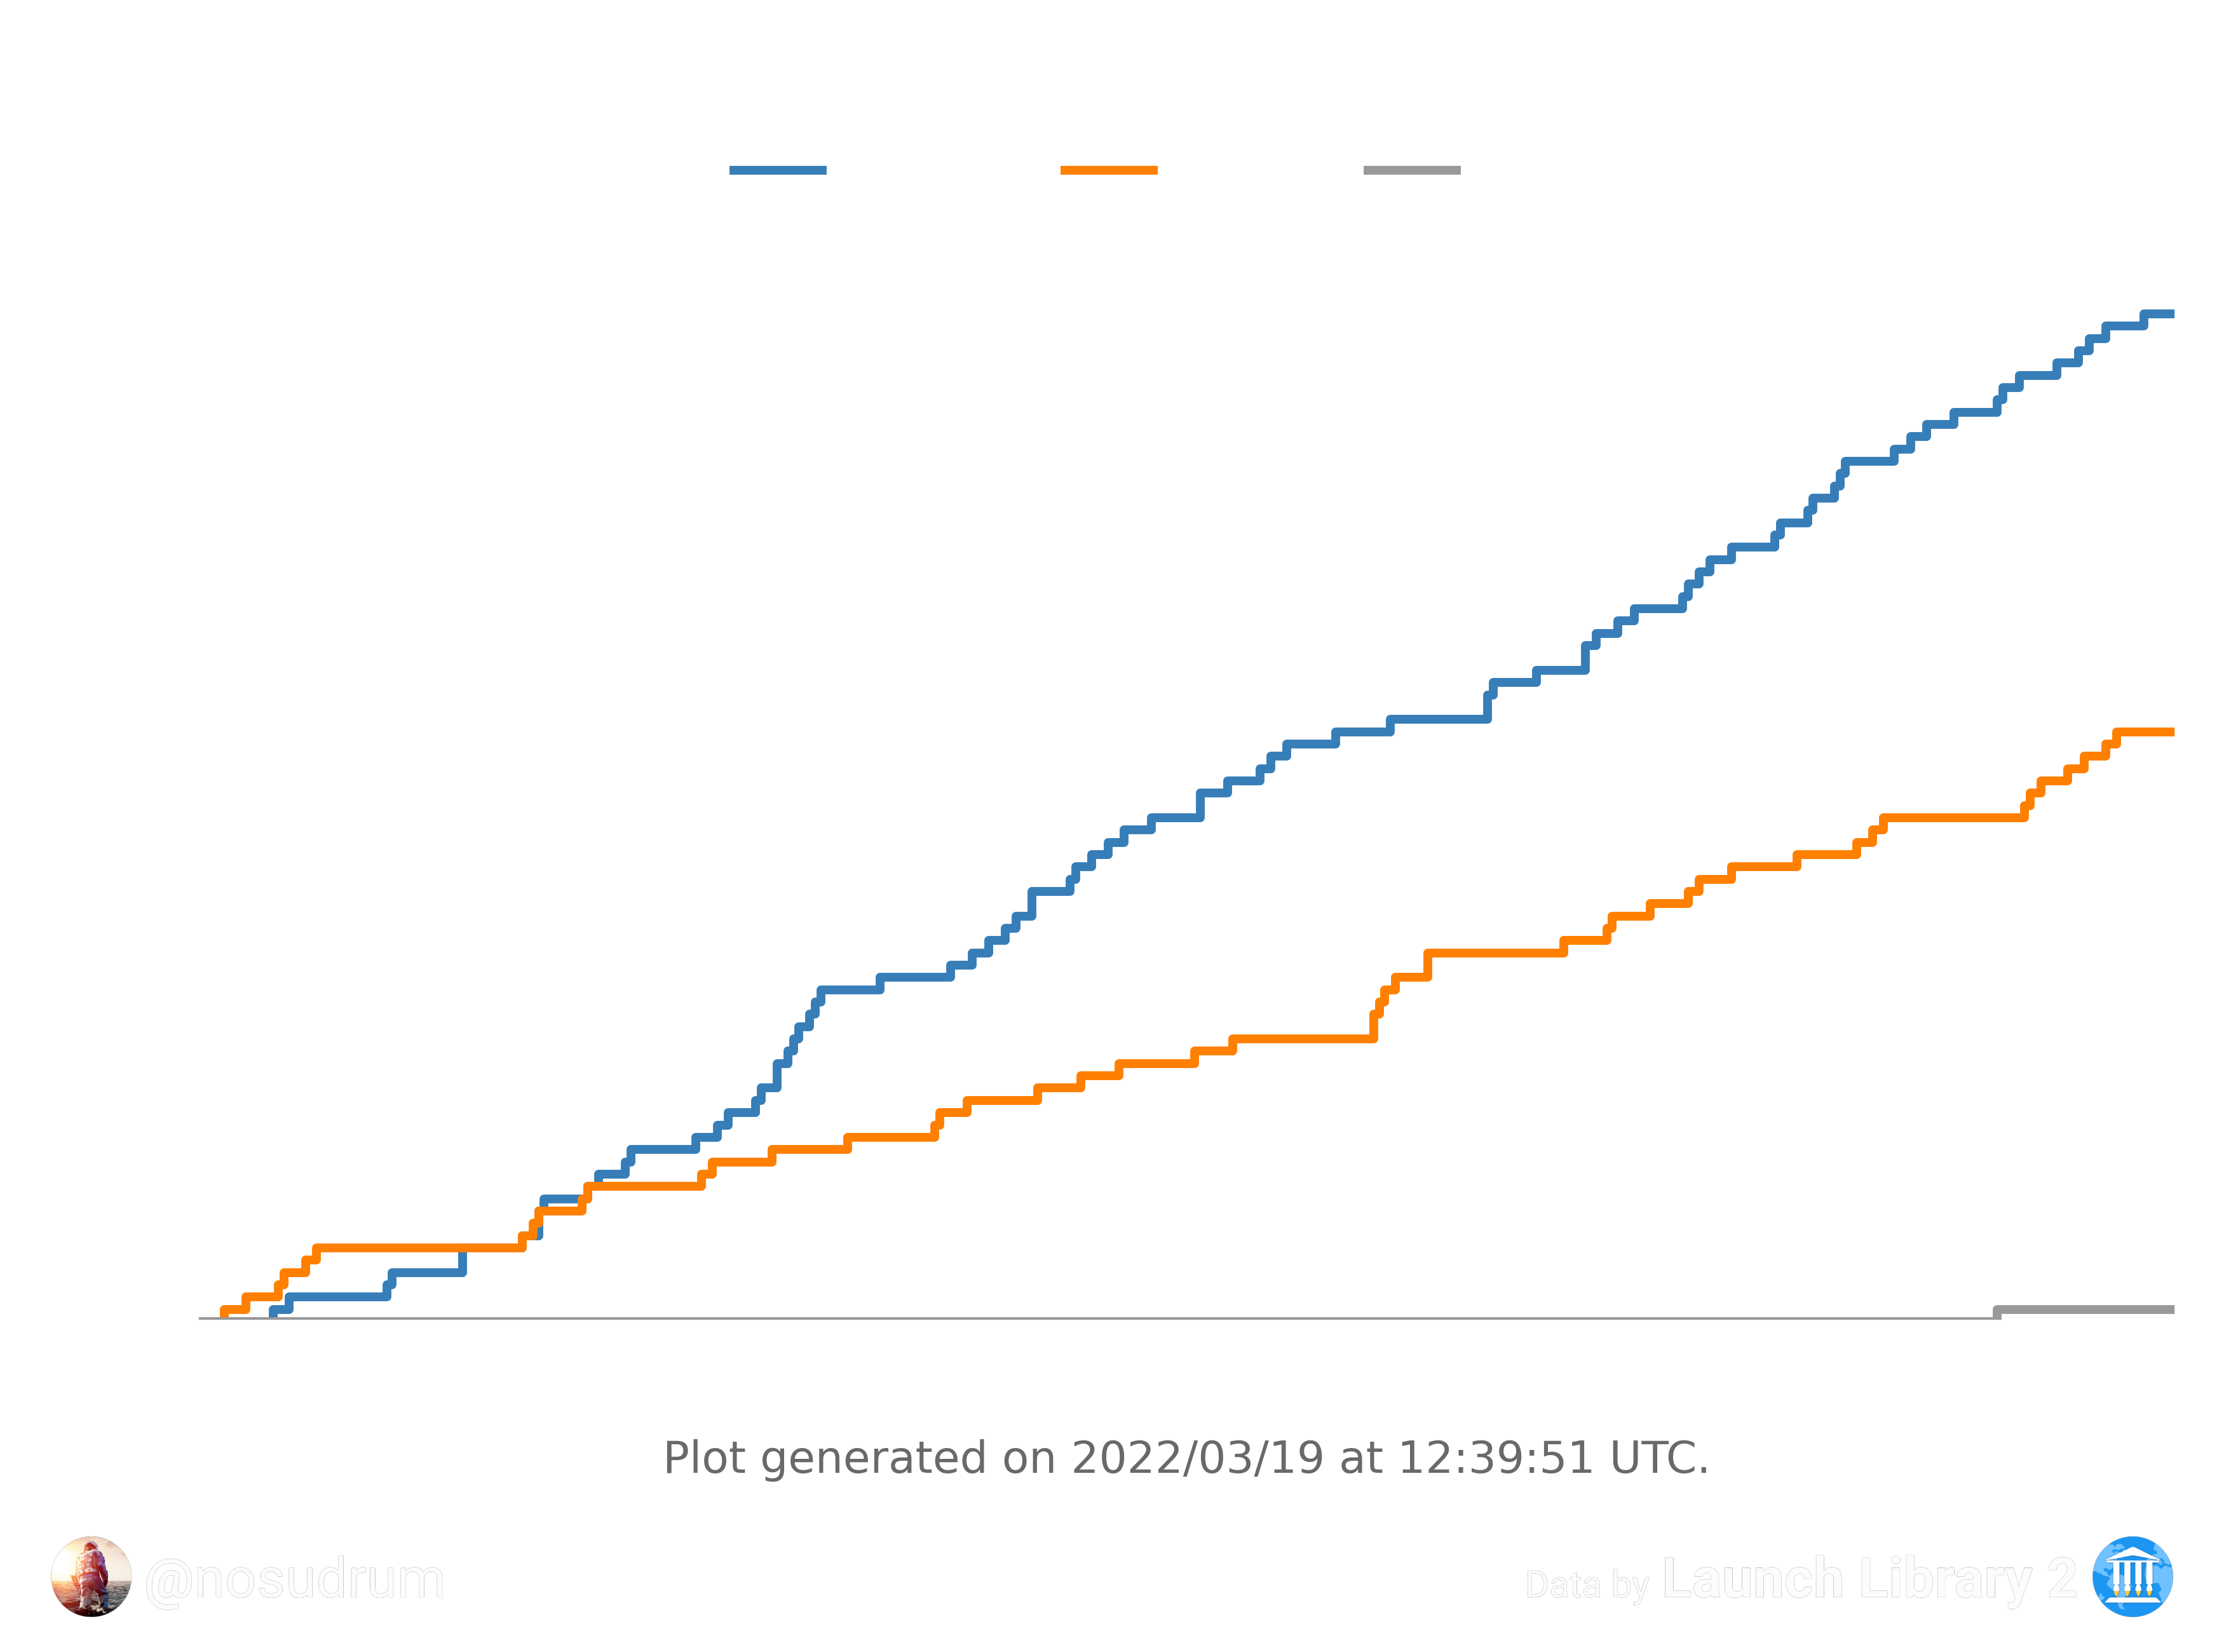 Plot generated on 2022/03/19 at 12:39:51 UTC.
@nosudrum
Data by Launch Library 2